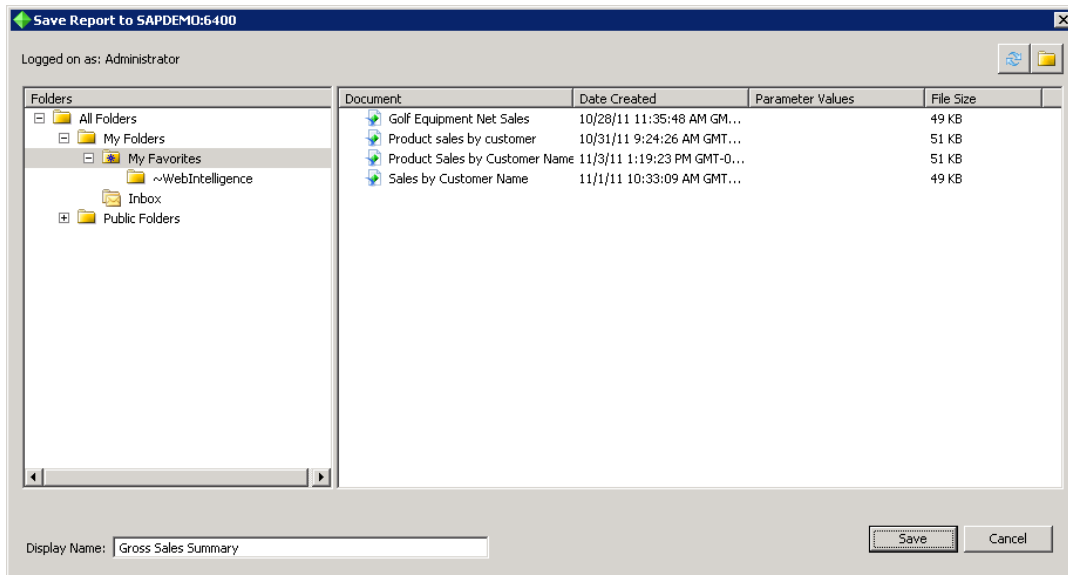 Save Report to SAPDEMO:6400
Logged on as: Administrator
Folders
All Folders
My Folders
My Favorites
~WebIntelligence
Inbox
Public Folders
Document Date Created Parameter Values File Size
Golf Equipment Net Sales 10/28/11 11:35:48 AM GM... 49 KB
Product sales by customer 10/31/11 9:24:26 AM GMT... 51 KB
Product Sales by Customer Name 11/3/11 1:19:23 PM GMT-0... 51 KB
Sales by Customer Name 11/1/11 10:33:09 AM GMT... 49 KB
Display Name: Gross Sales Summary
Save Cancel